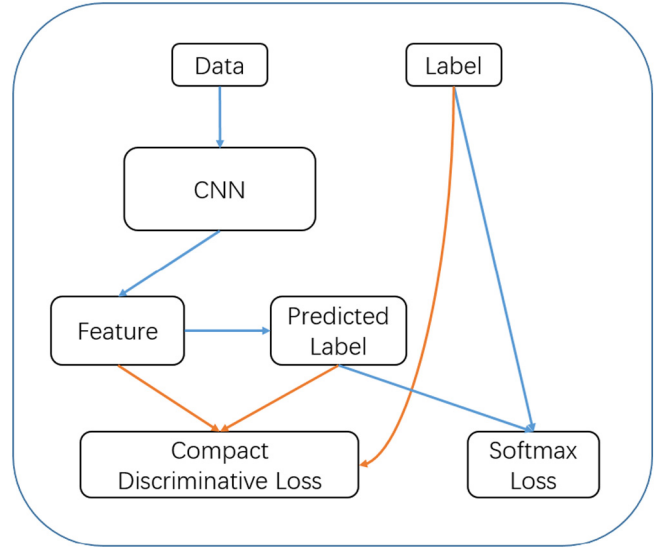 Data
Label
CNN
Feature
Predicted
Label
Compact
Discriminative Loss
Softmax
Loss